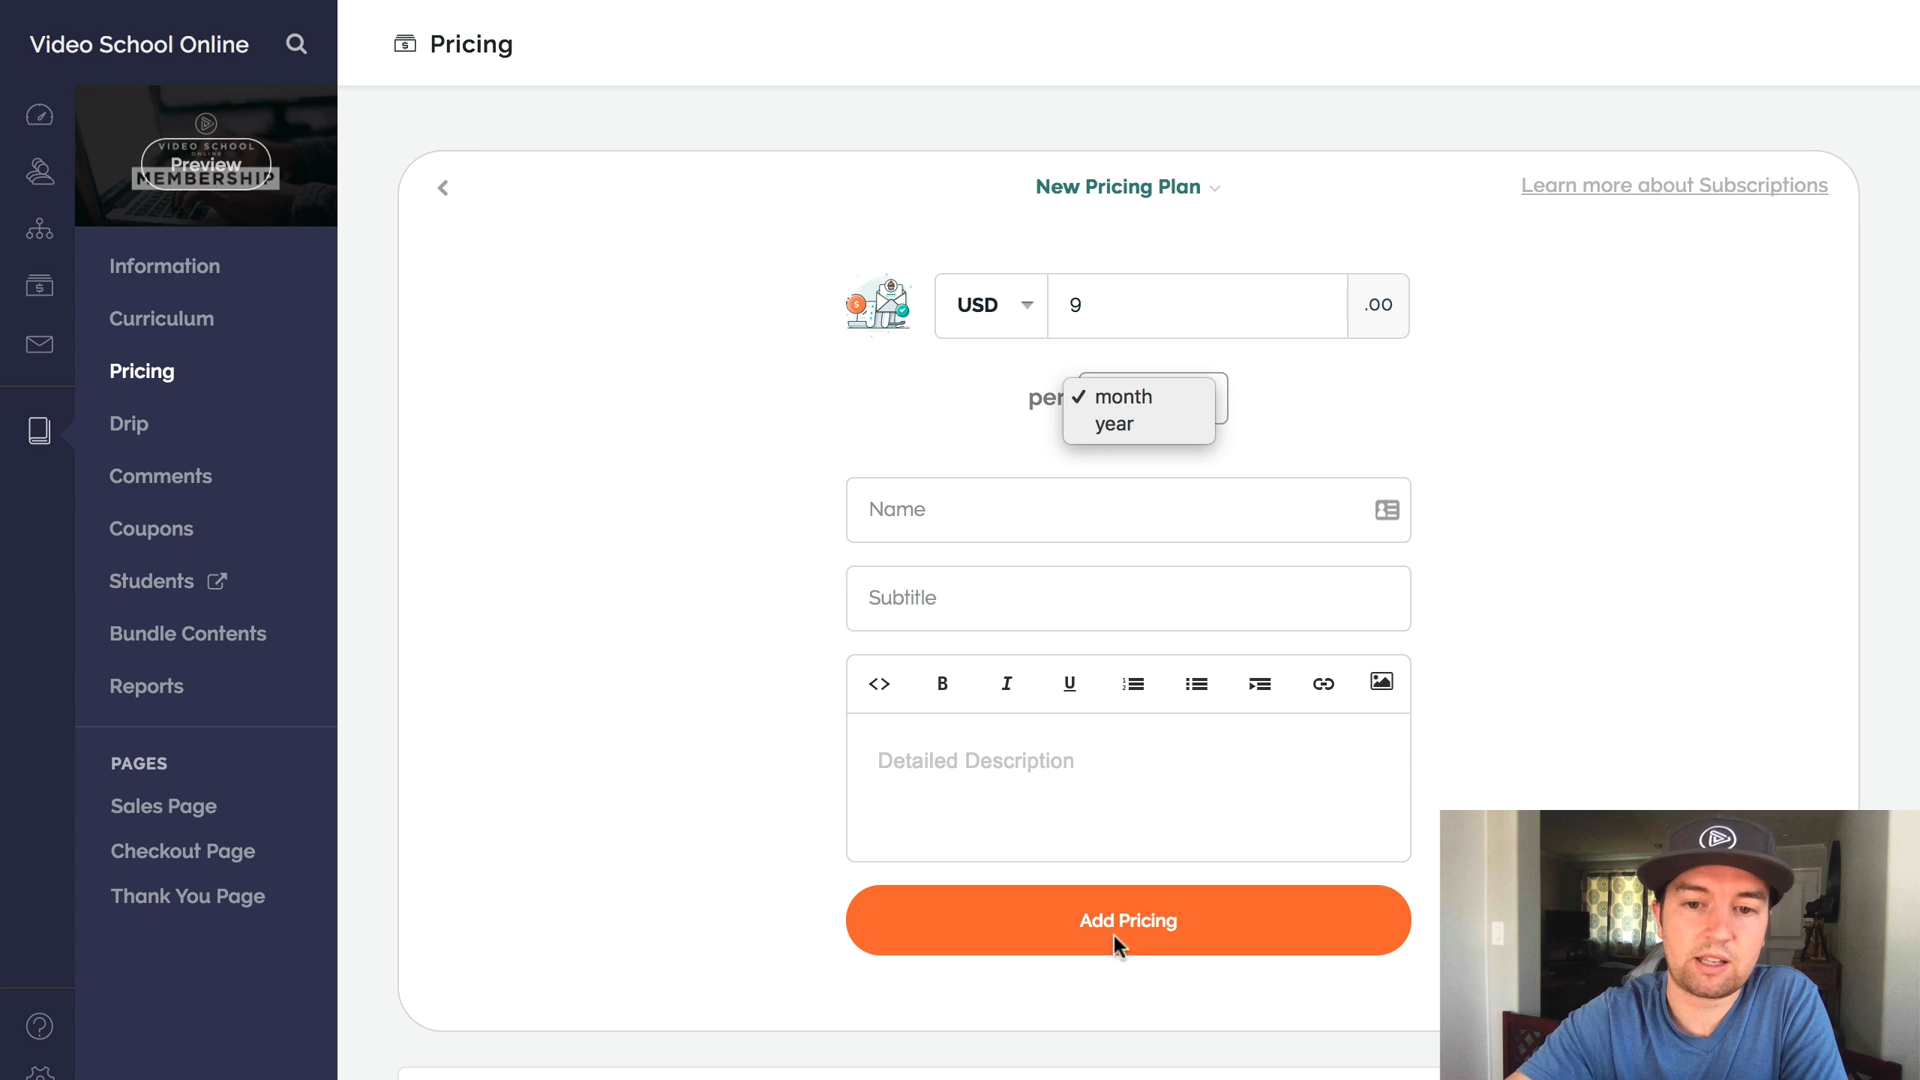 Video School Online
Pricing
VIDEO SCHOOL
ONLINE
Preview
MEMBERSHIP
Information
Curriculum
Pricing
Drip
Comments
Coupons
Students
Bundle Contents
Reports
PAGES
Sales Page
Checkout Page
Thank You Page
New Pricing Plan
Learn more about Subscriptions
USD
9
.00
per
month
year
Name
Subtitle
B I U
Detailed Description
Add Pricing